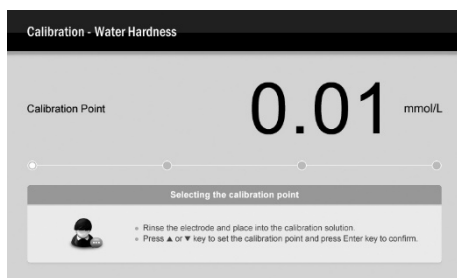 Calibration - Water Hardness
Calibration Point
0.01 mmol/L
Selecting the calibration point
Rinse the electrode and place into the calibration solution.
Press ▲ or ▼ key to set the calibration point and press Enter key to confirm.